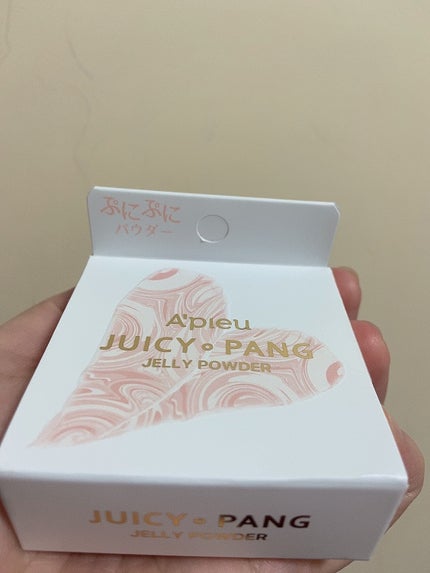 ぷにぷに
パウダー
A'pieu
JUICY PANG
JELLY POWDER
JUICY PANG
JELLY POWDER